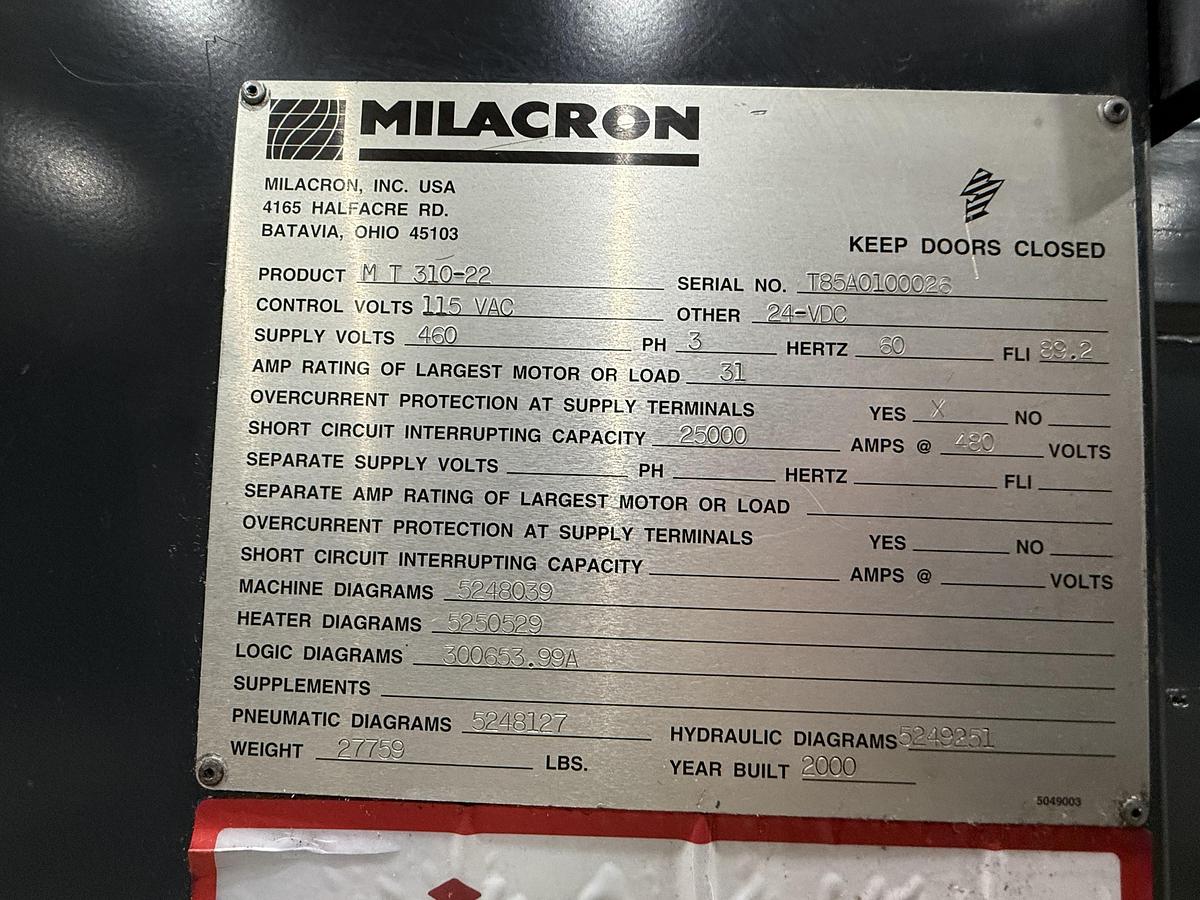 MILACRON
MILACRON, INC. USA
4165 HALFACRE RD.
BATAVIA, OHIO 45103
KEEP DOORS CLOSED
PRODUCT M T 310-22 SERIAL NO. T85A0100026
CONTROL VOLTS 115 VAC OTHER 24-VDC
SUPPLY VOLTS 460 PH 3 HERTZ 60 FLI 89.2
AMP RATING OF LARGEST MOTOR OR LOAD 31
OVERCURRENT PROTECTION AT SUPPLY TERMINALS YES X NO
SHORT CIRCUIT INTERRUPTING CAPACITY 25000 AMPS @ 480 VOLTS
SEPARATE SUPPLY VOLTS PH HERTZ FLI
SEPARATE AMP RATING OF LARGEST MOTOR OR LOAD
OVERCURRENT PROTECTION AT SUPPLY TERMINALS YES NO
SHORT CIRCUIT INTERRUPTING CAPACITY AMPS @ VOLTS
MACHINE DIAGRAMS 5248039
HEATER DIAGRAMS 5250529
LOGIC DIAGRAMS 300653.99A
SUPPLEMENTS
PNEUMATIC DIAGRAMS 5248127 HYDRAULIC DIAGRAMS 5249251
WEIGHT 27759 LBS. YEAR BUILT 2000
5049003